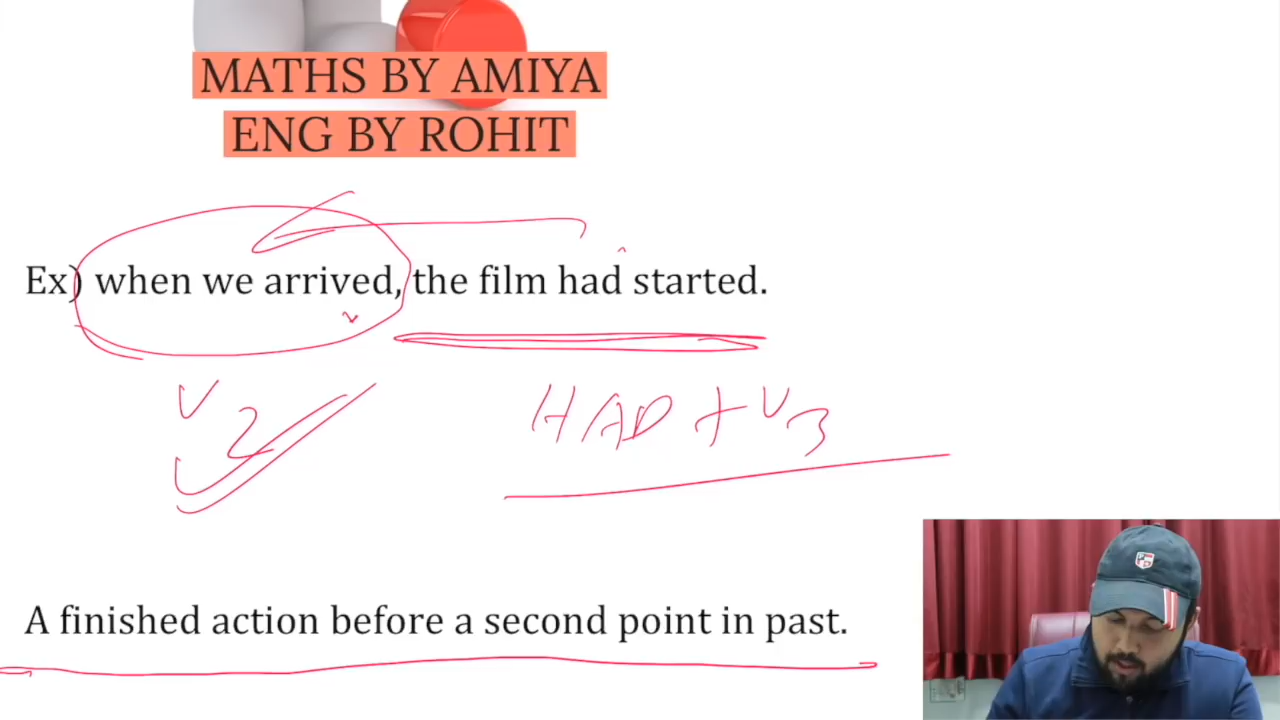 MATHS BY AMIYA
ENG BY ROHIT
Ex) when we arrived, the film had started.
V2
HAD + V3
A finished action before a second point in past.